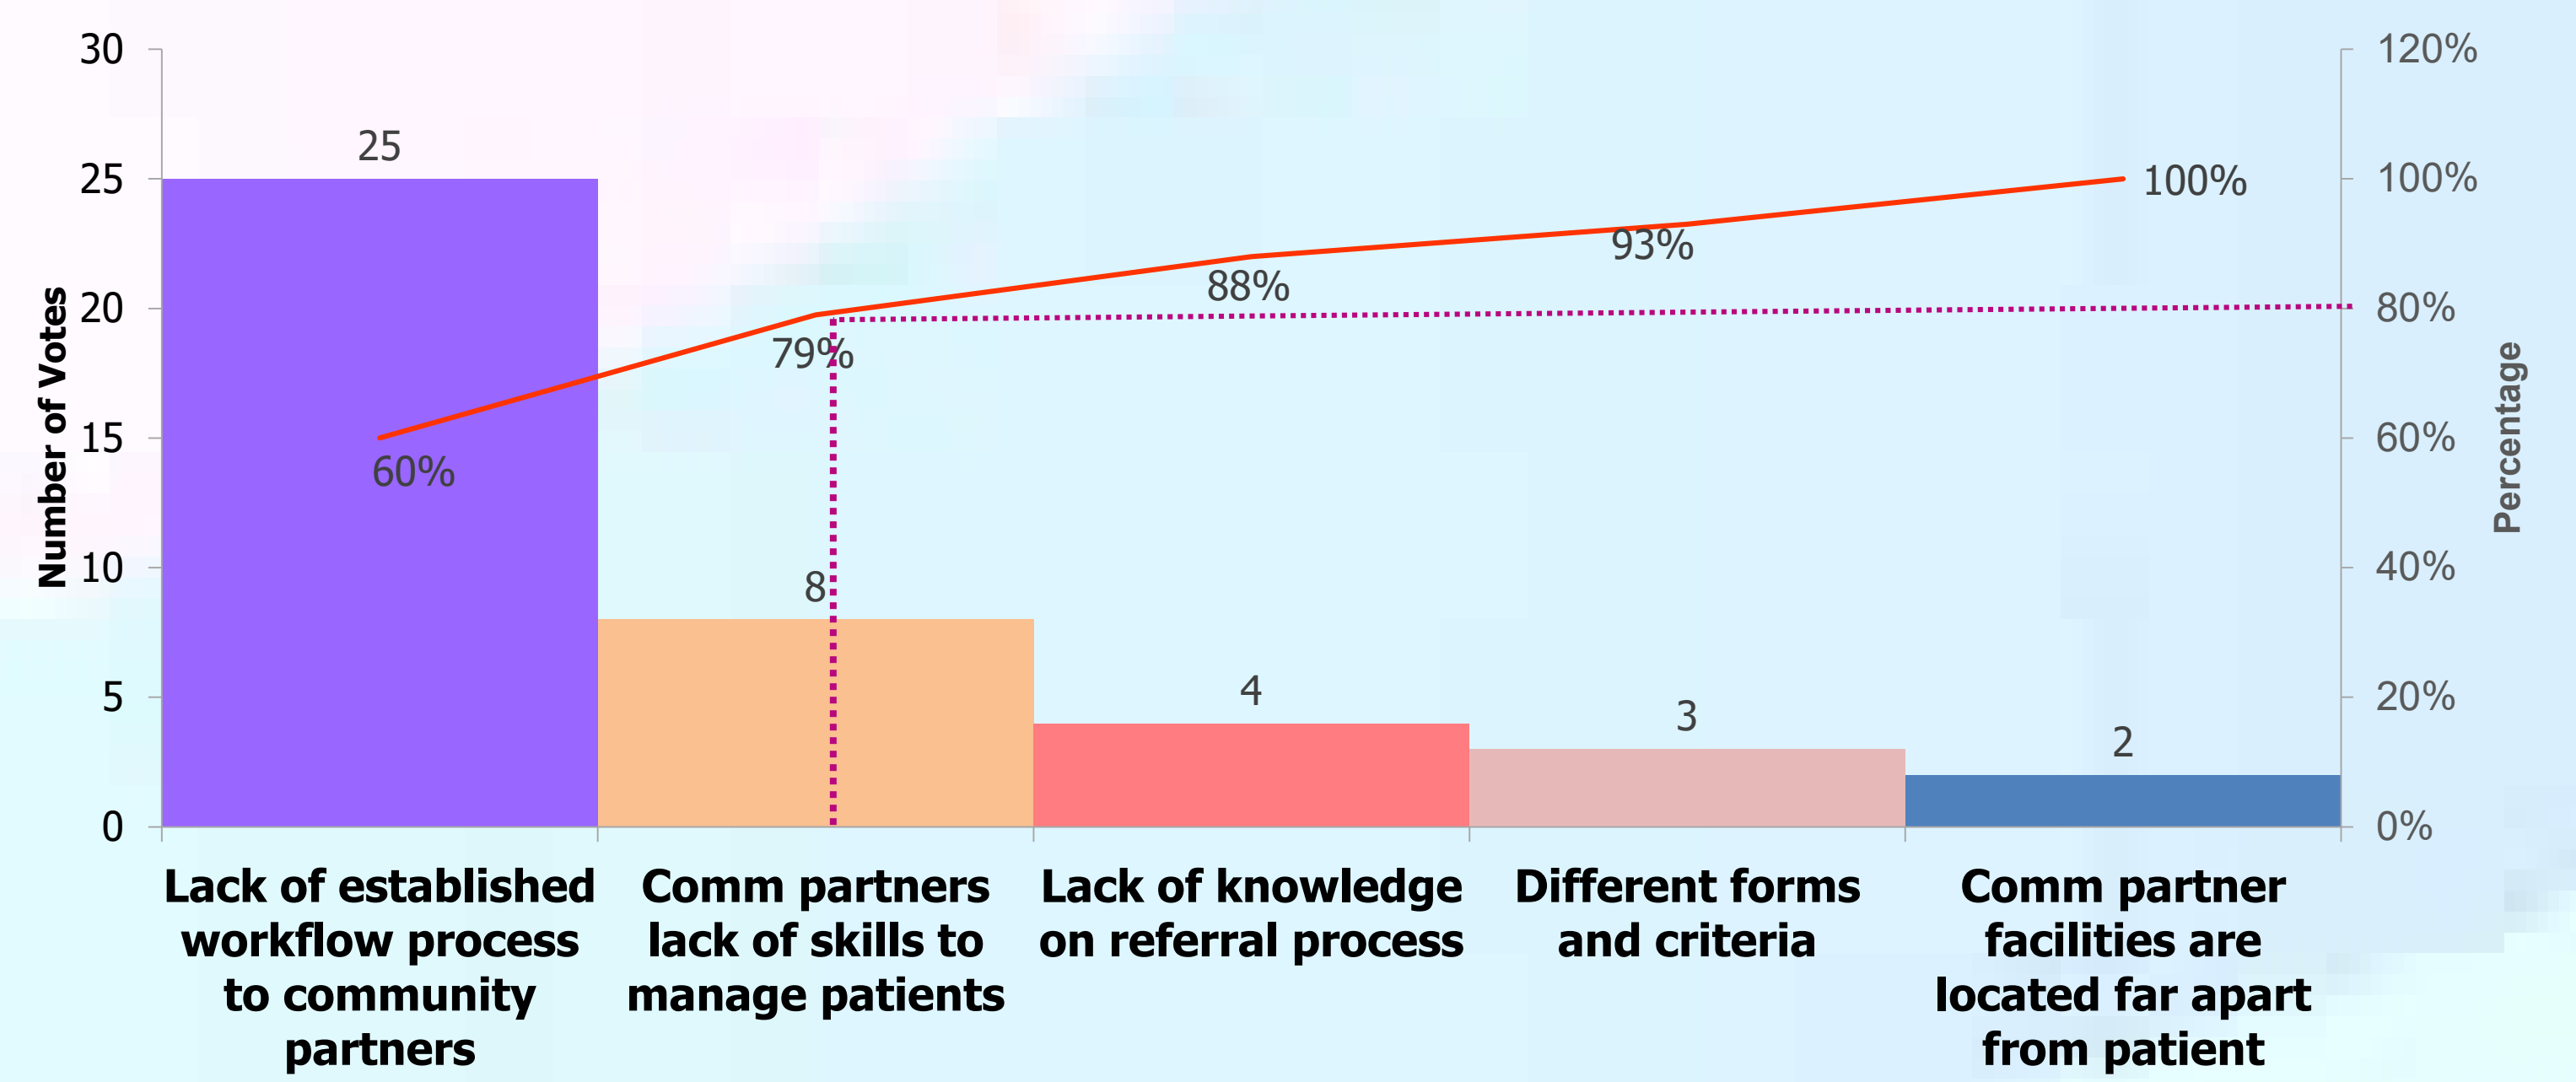 30
25
20
15
10
5
0
Number of Votes
25
8
4
3
2
60%
79%
88%
93%
100%
120%
100%
80%
60%
40%
20%
0%
Percentage
Lack of established
workflow process
to community
partners
Comm partners
lack of skills to
manage patients
Lack of knowledge
on referral process
Different forms
and criteria
Comm partner
facilities are
located far apart
from patient